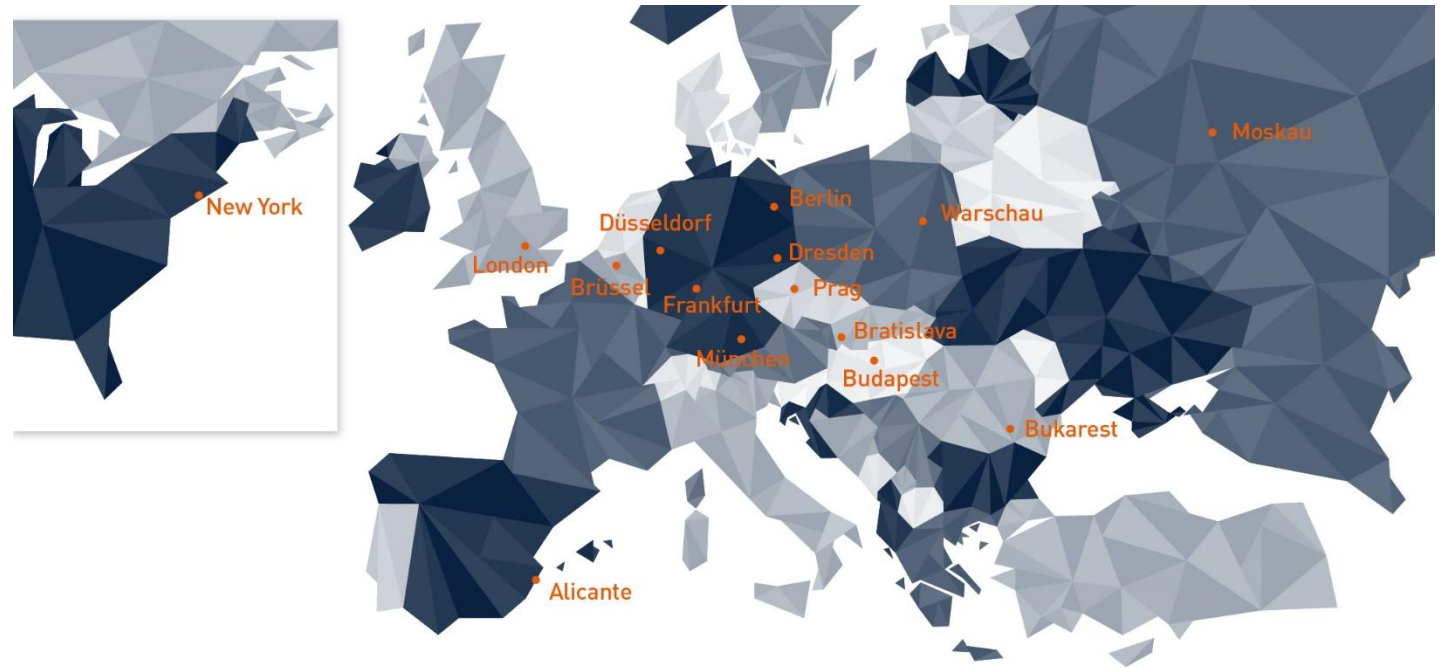 Moskau
New York
Berlin
Warschau
Düsseldorf
London
Dresden
Brüssel
Frankfurt
Prag
Bratislava
München
Budapest
Bukarest
Alicante